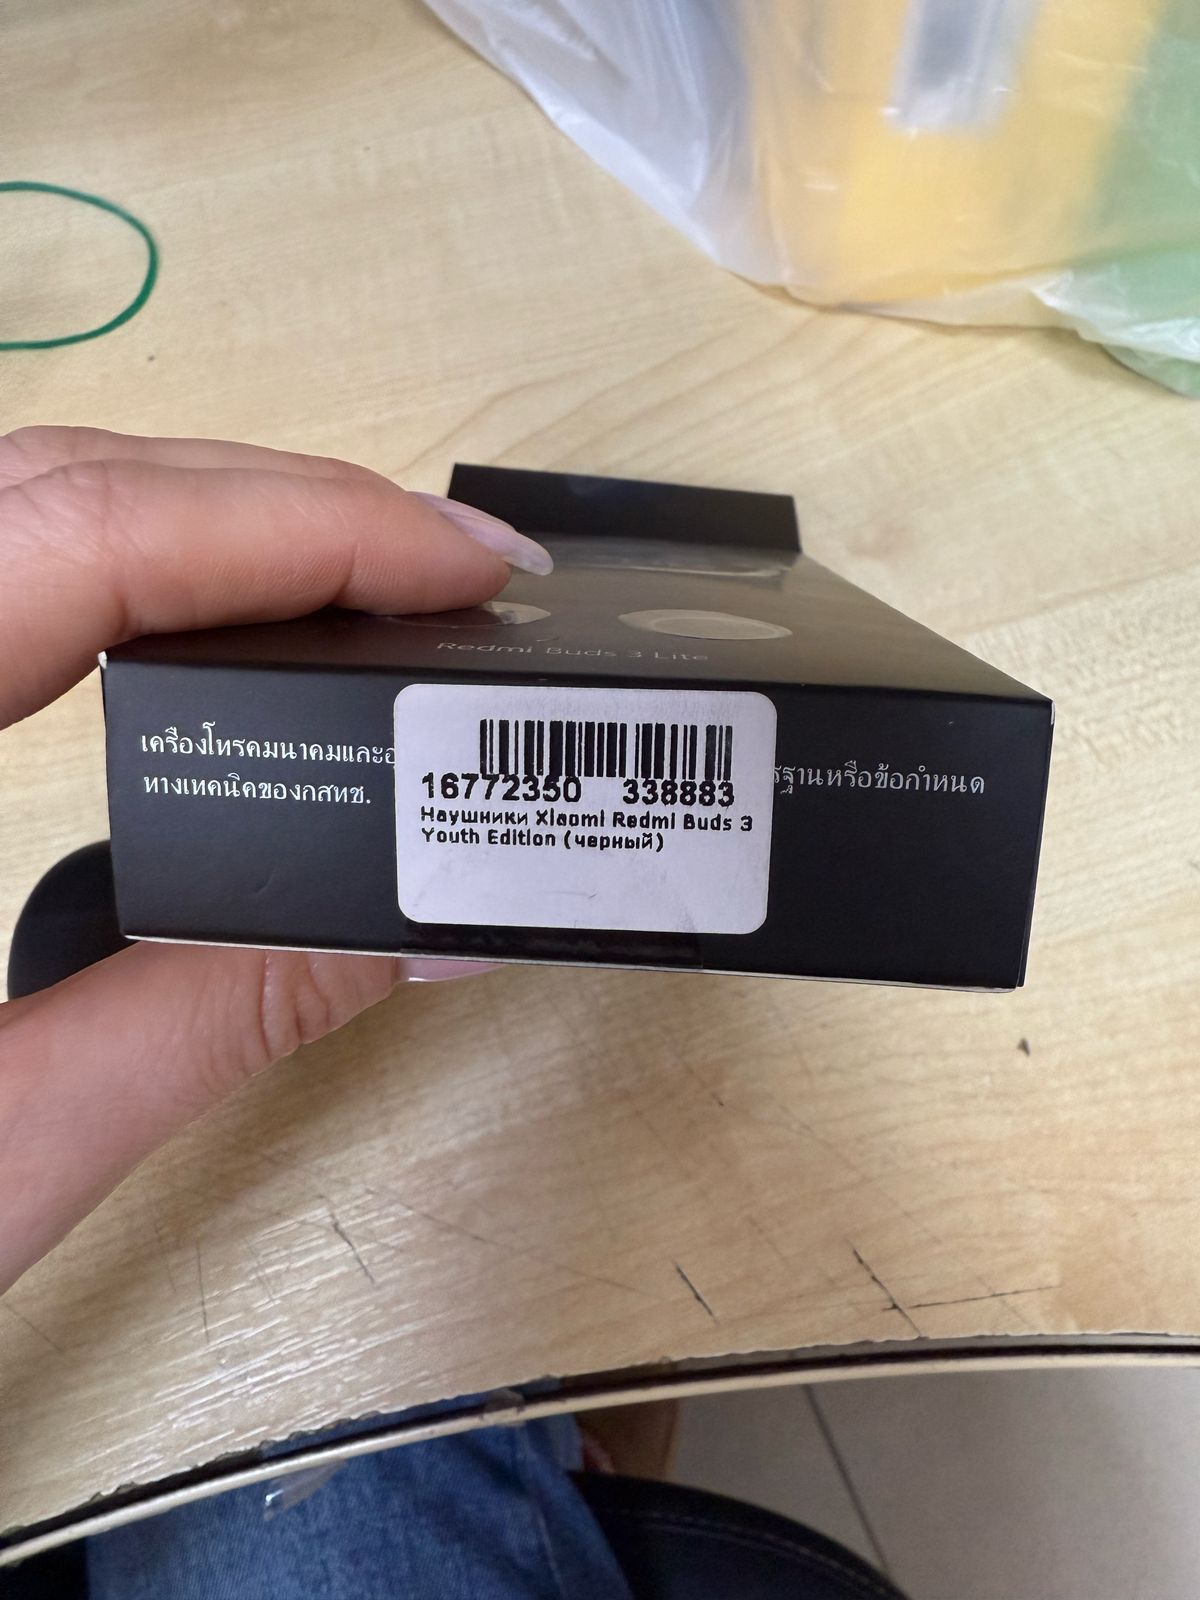 Redmi Buds 3 Lite
เครื่องโทรคมนาคมและอ
ทางเทคนิคของกสทช.
รฐานหรือข้อกำหนด
16772350 338883
Наушники Xiaomi Redmi Buds 3
Youth Edition (черный)